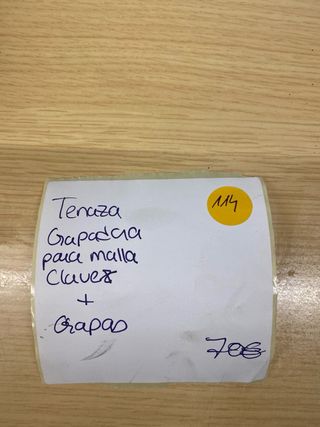 Tenaza
114
Grapadora
para malla
Clavex
+
Grapas
70€